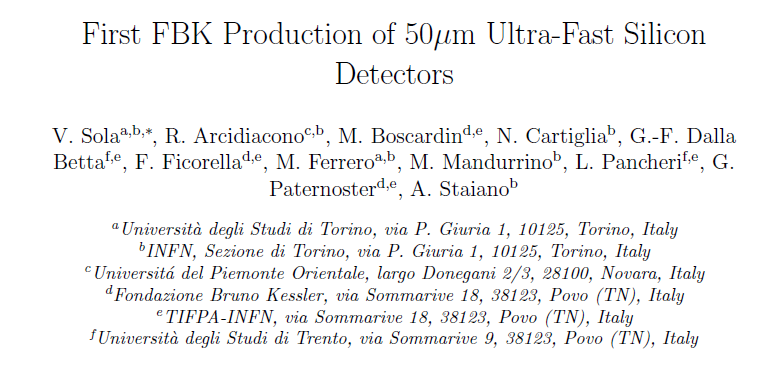 First FBK Production of 50μm Ultra-Fast Silicon
Detectors
V. Sola^a,b,∗, R. Arcidiacono^c,b, M. Boscardin^d,e, N. Cartiglia^b, G.-F. Dalla
Betta^f,e, F. Ficorella^d,e, M. Ferrero^a,b, M. Mandurrino^b, L. Pancheri^f,e, G.
Paternoster^d,e, A. Staiano^b
^a Università degli Studi di Torino, via P. Giuria 1, 10125, Torino, Italy
^b INFN, Sezione di Torino, via P. Giuria 1, 10125, Torino, Italy
^c Universitá del Piemonte Orientale, largo Donegani 2/3, 28100, Novara, Italy
^d Fondazione Bruno Kessler, via Sommarive 18, 38123, Povo (TN), Italy
^e TIFPA-INFN, via Sommarive 18, 38123, Povo (TN), Italy
^f Università degli Studi di Trento, via Sommarive 9, 38123, Povo (TN), Italy